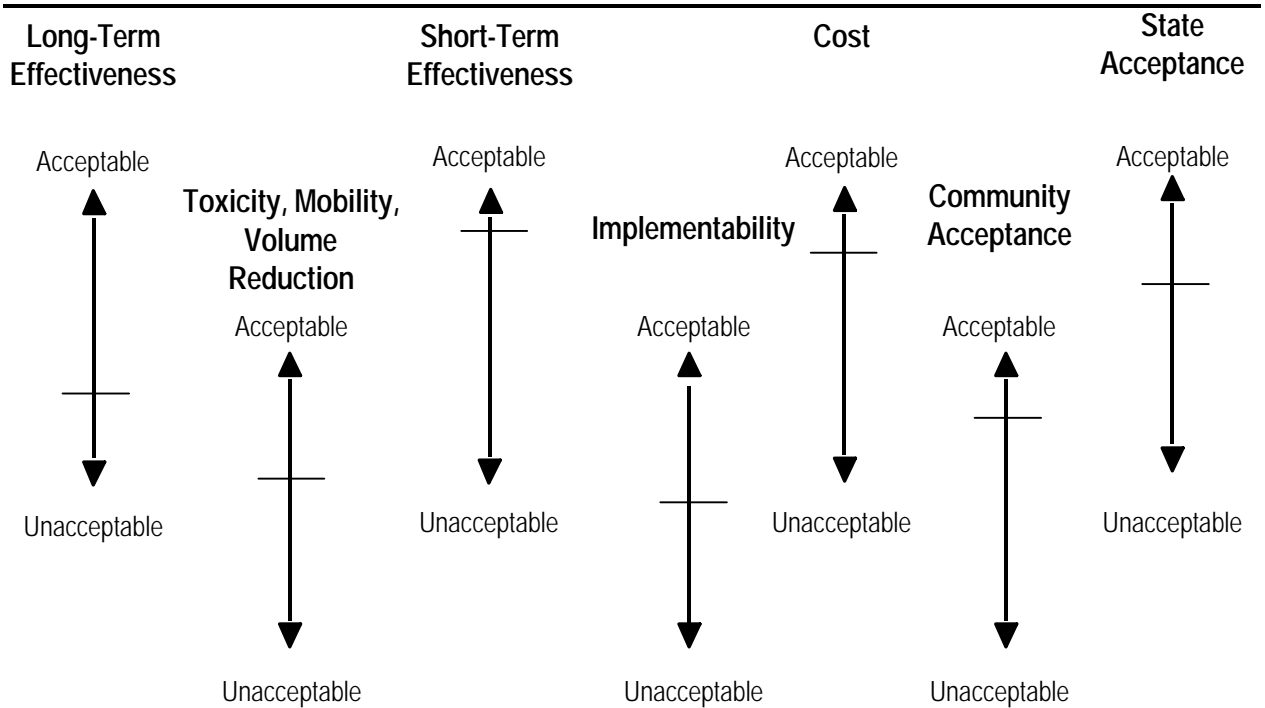 Long-Term
Effectiveness
Acceptable
Unacceptable
Toxicity, Mobility,
Volume
Reduction
Acceptable
Unacceptable
Short-Term
Effectiveness
Acceptable
Unacceptable
Implementability
Acceptable
Unacceptable
Cost
Acceptable
Unacceptable
Community
Acceptance
Acceptable
Unacceptable
State
Acceptance
Acceptable
Unacceptable